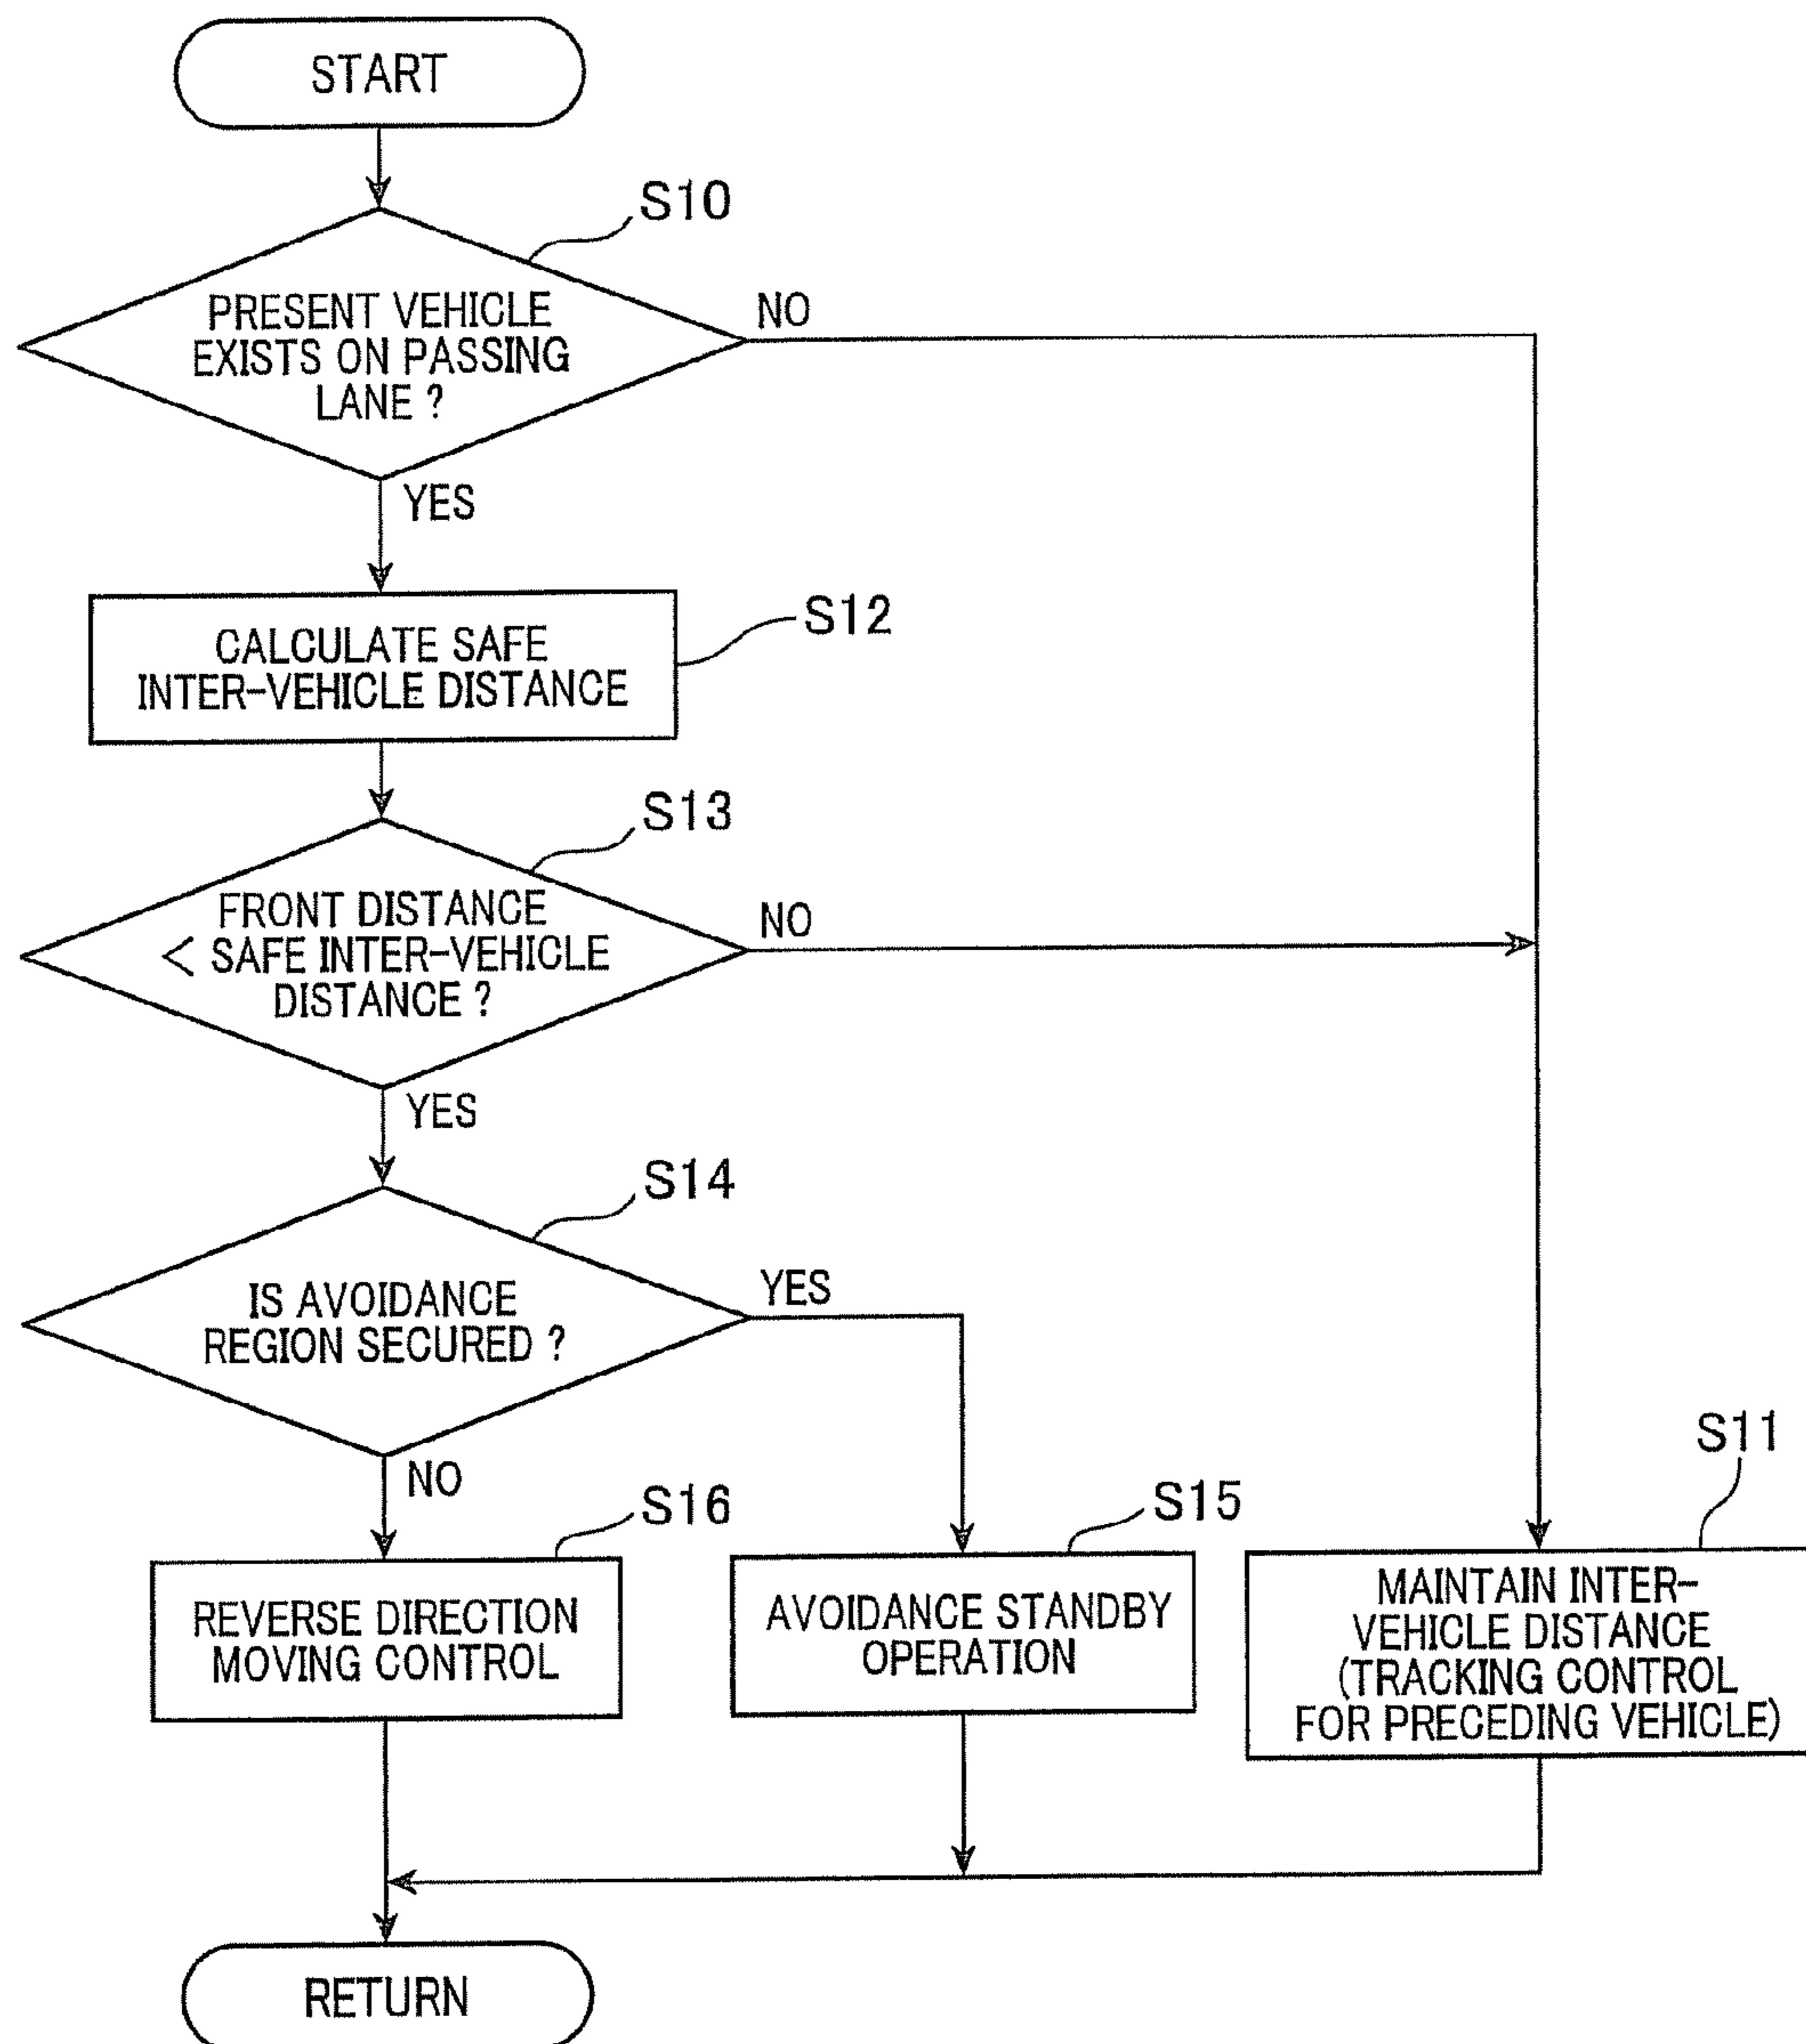 START
S10
PRESENT VEHICLE
EXISTS ON PASSING
LANE ?
NO
YES
S12
CALCULATE SAFE
INTER-VEHICLE DISTANCE
S13
FRONT DISTANCE
< SAFE INTER-VEHICLE
DISTANCE ?
NO
YES
S14
IS AVOIDANCE
REGION SECURED ?
YES
NO
S16
REVERSE DIRECTION
MOVING CONTROL
S15
AVOIDANCE STANDBY
OPERATION
S11
MAINTAIN INTER-
VEHICLE DISTANCE
(TRACKING CONTROL
FOR PRECEDING VEHICLE)
RETURN